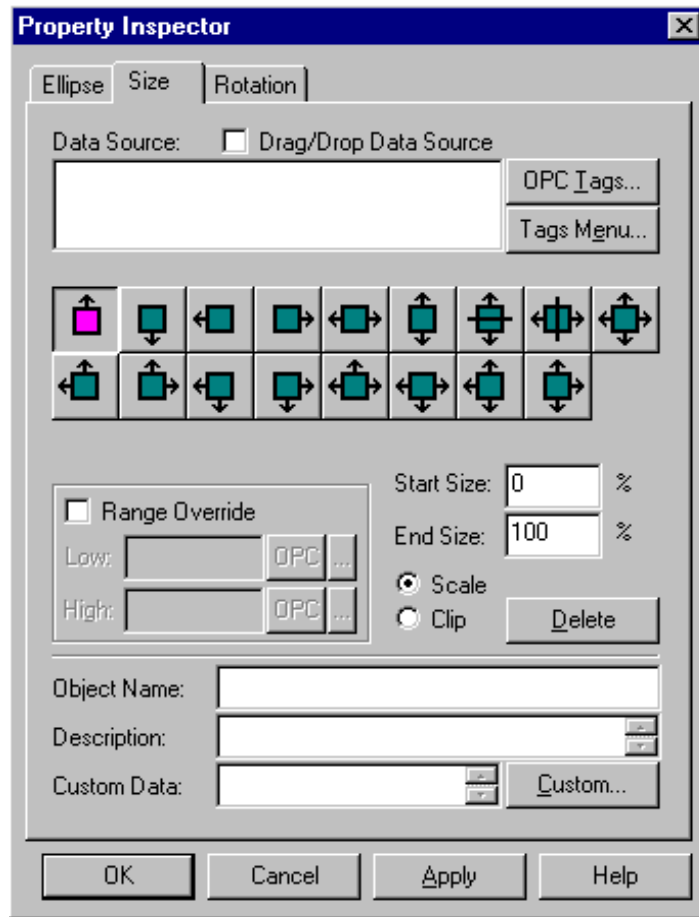 Property Inspector
Ellipse Size Rotation
Data Source: Drag/Drop Data Source
OPC Tags...
Tags Menu...
Start Size: 0 %
Range Override
End Size: 100 %
Low: OPC ...
Scale
High: OPC ...
Clip Delete
Object Name:
Description:
Custom Data: Custom...
OK Cancel Apply Help